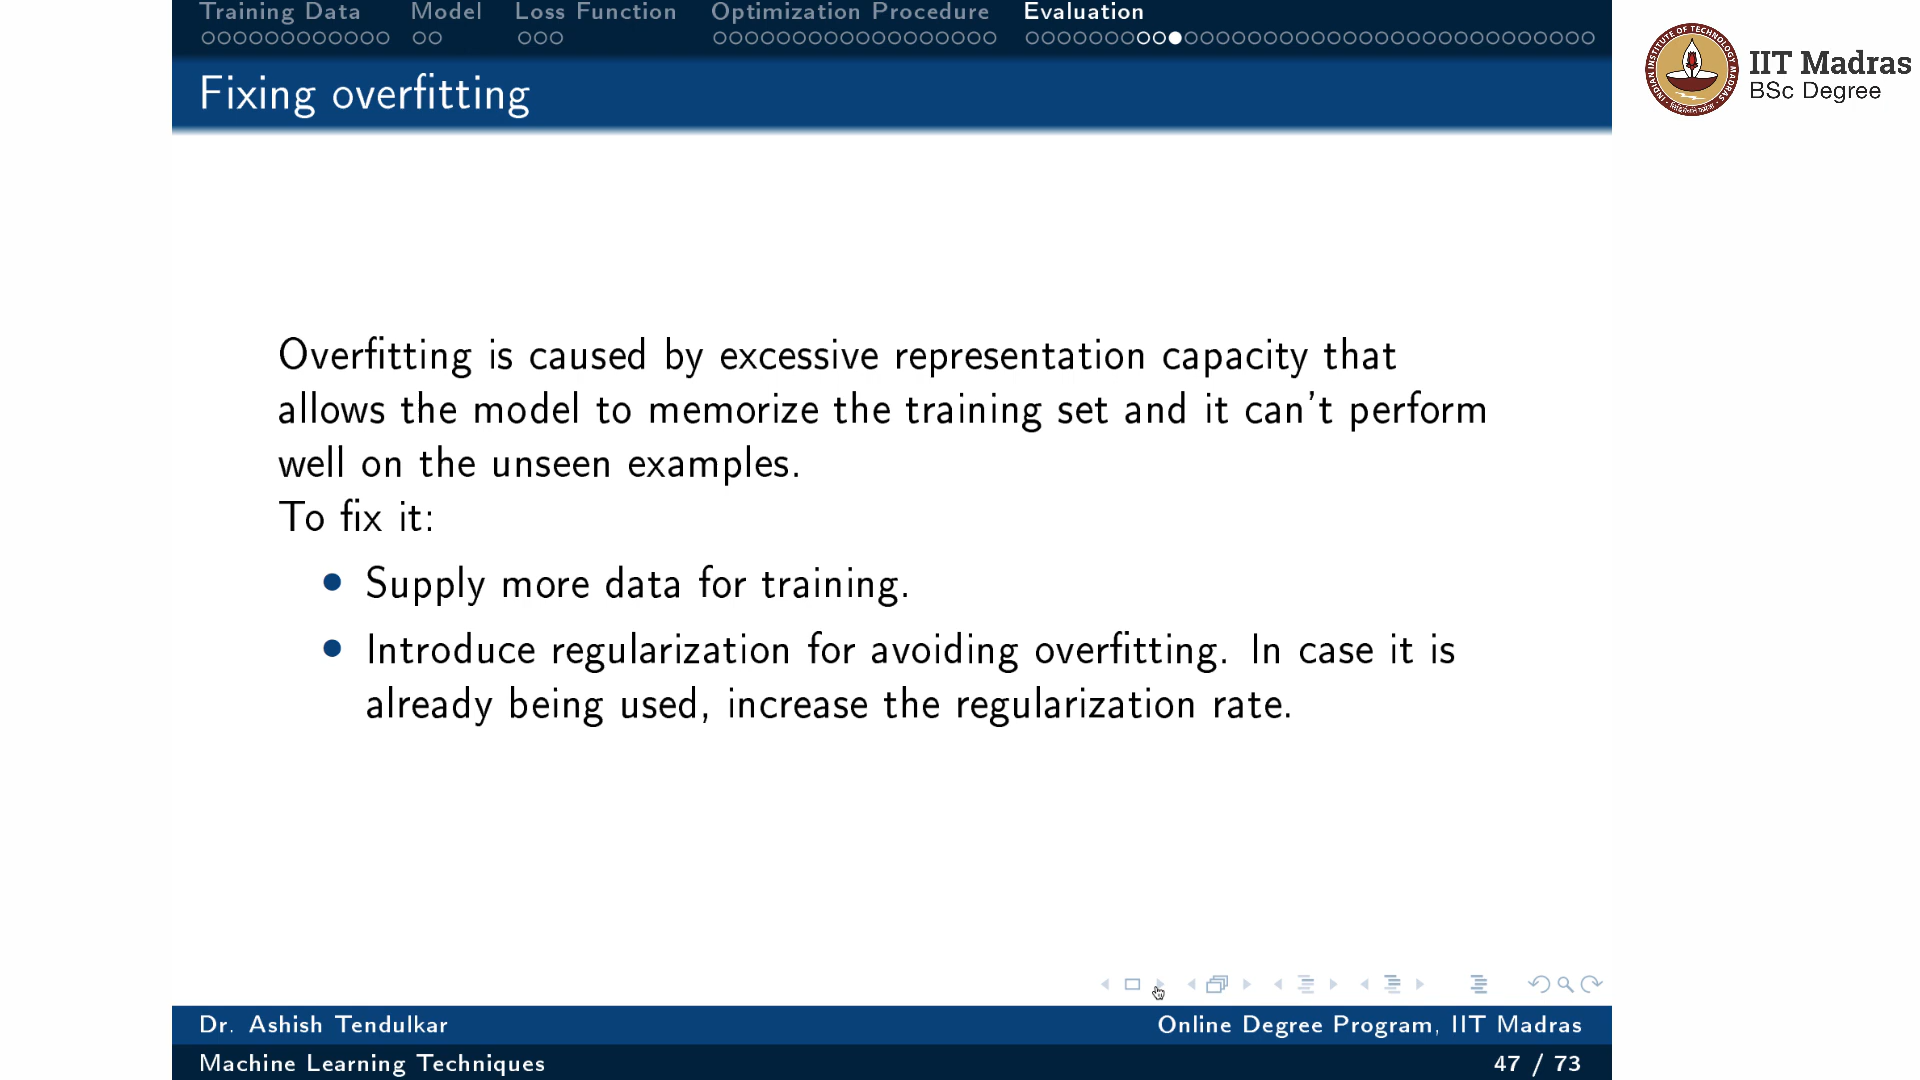 Training Data Model Loss Function Optimization Procedure Evaluation
IIT Madras
BSc Degree
Fixing overfitting
Overfitting is caused by excessive representation capacity that
allows the model to memorize the training set and it can't perform
well on the unseen examples.
To fix it:
• Supply more data for training.
• Introduce regularization for avoiding overfitting. In case it is
already being used, increase the regularization rate.
Dr. Ashish Tendulkar Online Degree Program, IIT Madras
Machine Learning Techniques 47 / 73